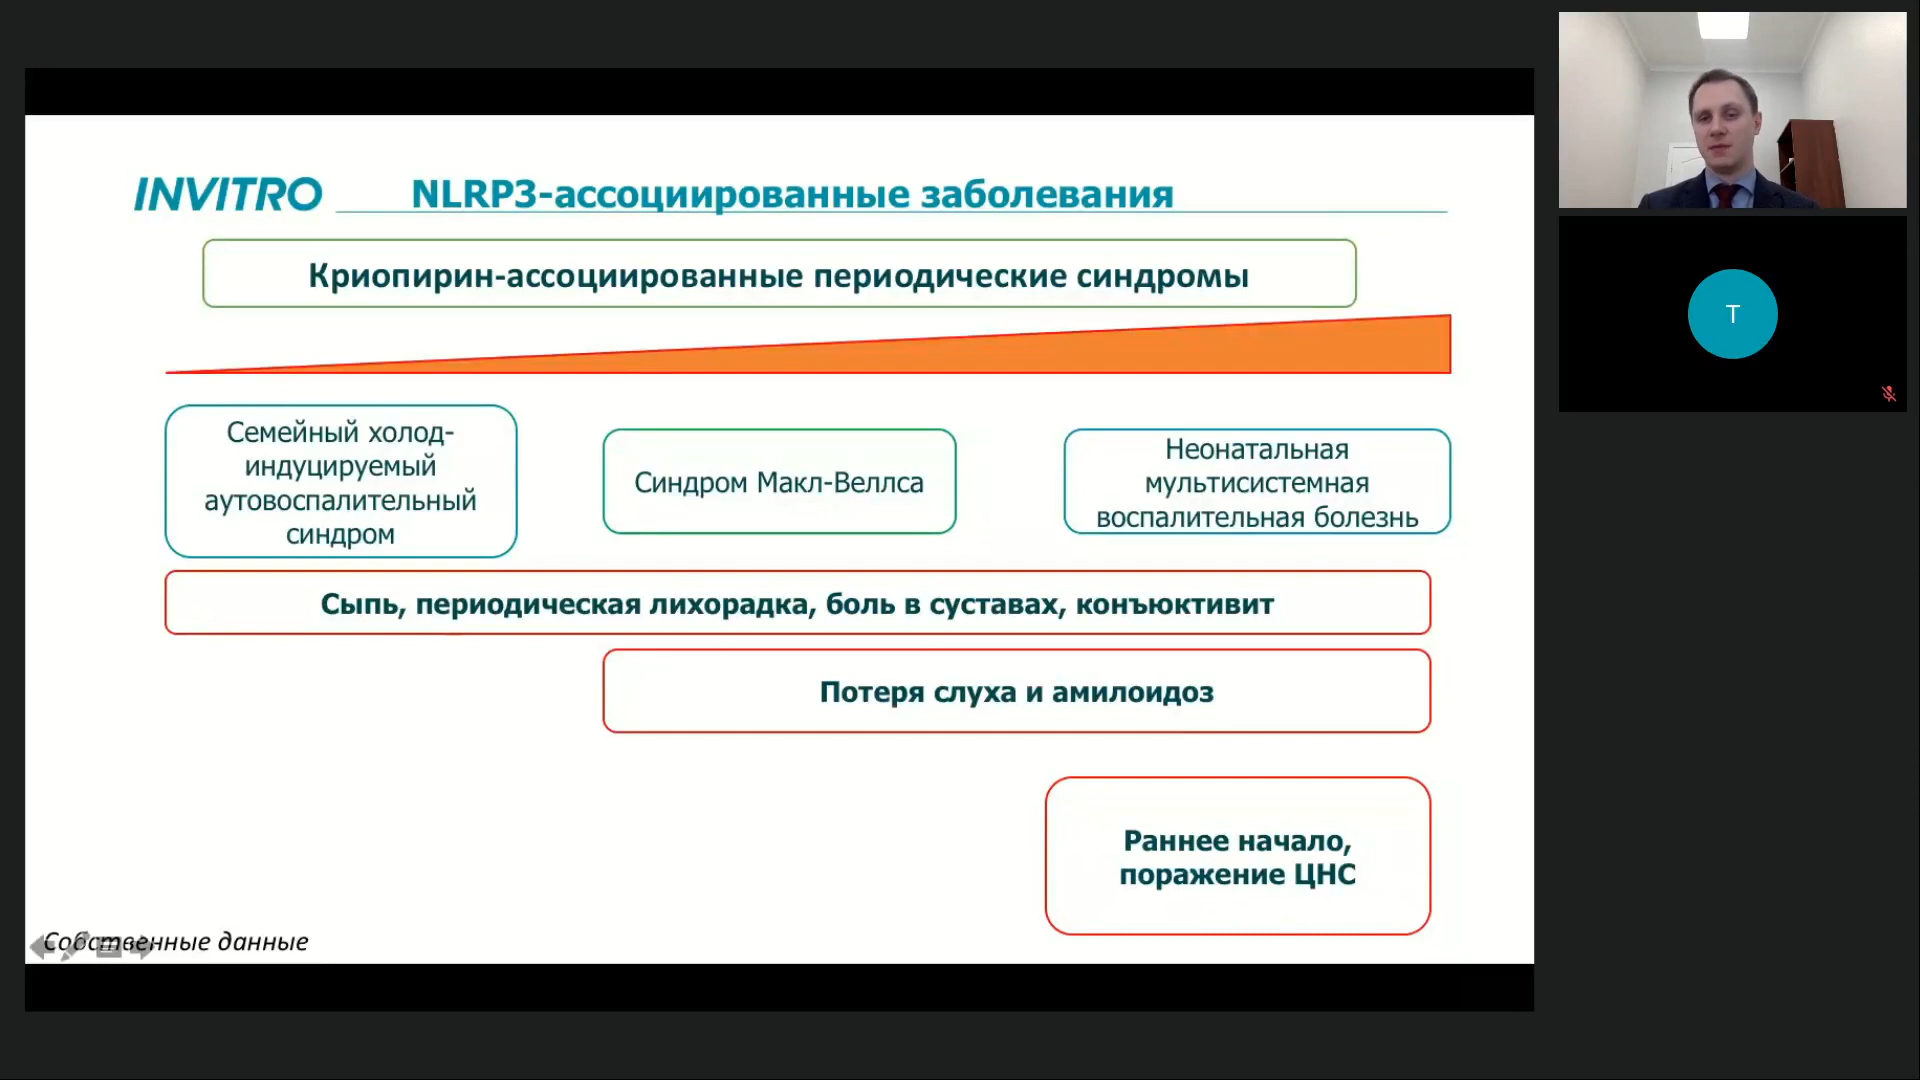 INVITRO
NLRP3-ассоциированные заболевания
Криопирин-ассоциированные периодические синдромы
Семейный холод-
индуцируемый
аутовоспалительный
синдром
Синдром Макл-Веллса
Неонатальная
мультисистемная
воспалительная болезнь
Сыпь, периодическая лихорадка, боль в суставах, конъюктивит
Потеря слуха и амилоидоз
Раннее начало,
поражение ЦНС
Собственные данные
T